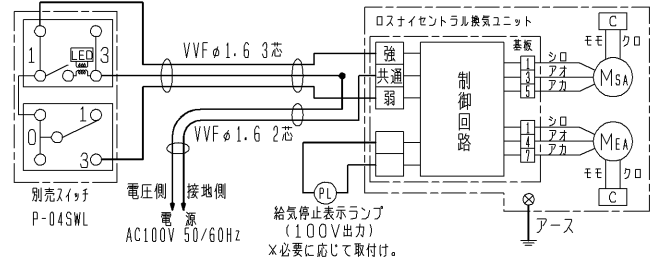 ロスナイセントラル換気ユニット
C
モモ クロ
1 LED 3
VVFφ1.6 3芯
強
共通
弱
基板
1 シロ
3 アオ
5 アカ
MSA
制御回路
0 1
3
VVFφ1.6 2芯
1 シロ
4 アオ
7 アカ
MEA
モモ クロ
C
別売スイッチ
P-04SWL
電圧側 接地側
電源
AC100V 50/60Hz
PL
給気停止表示ランプ
(100V出力)
※必要に応じて取付け。
アース